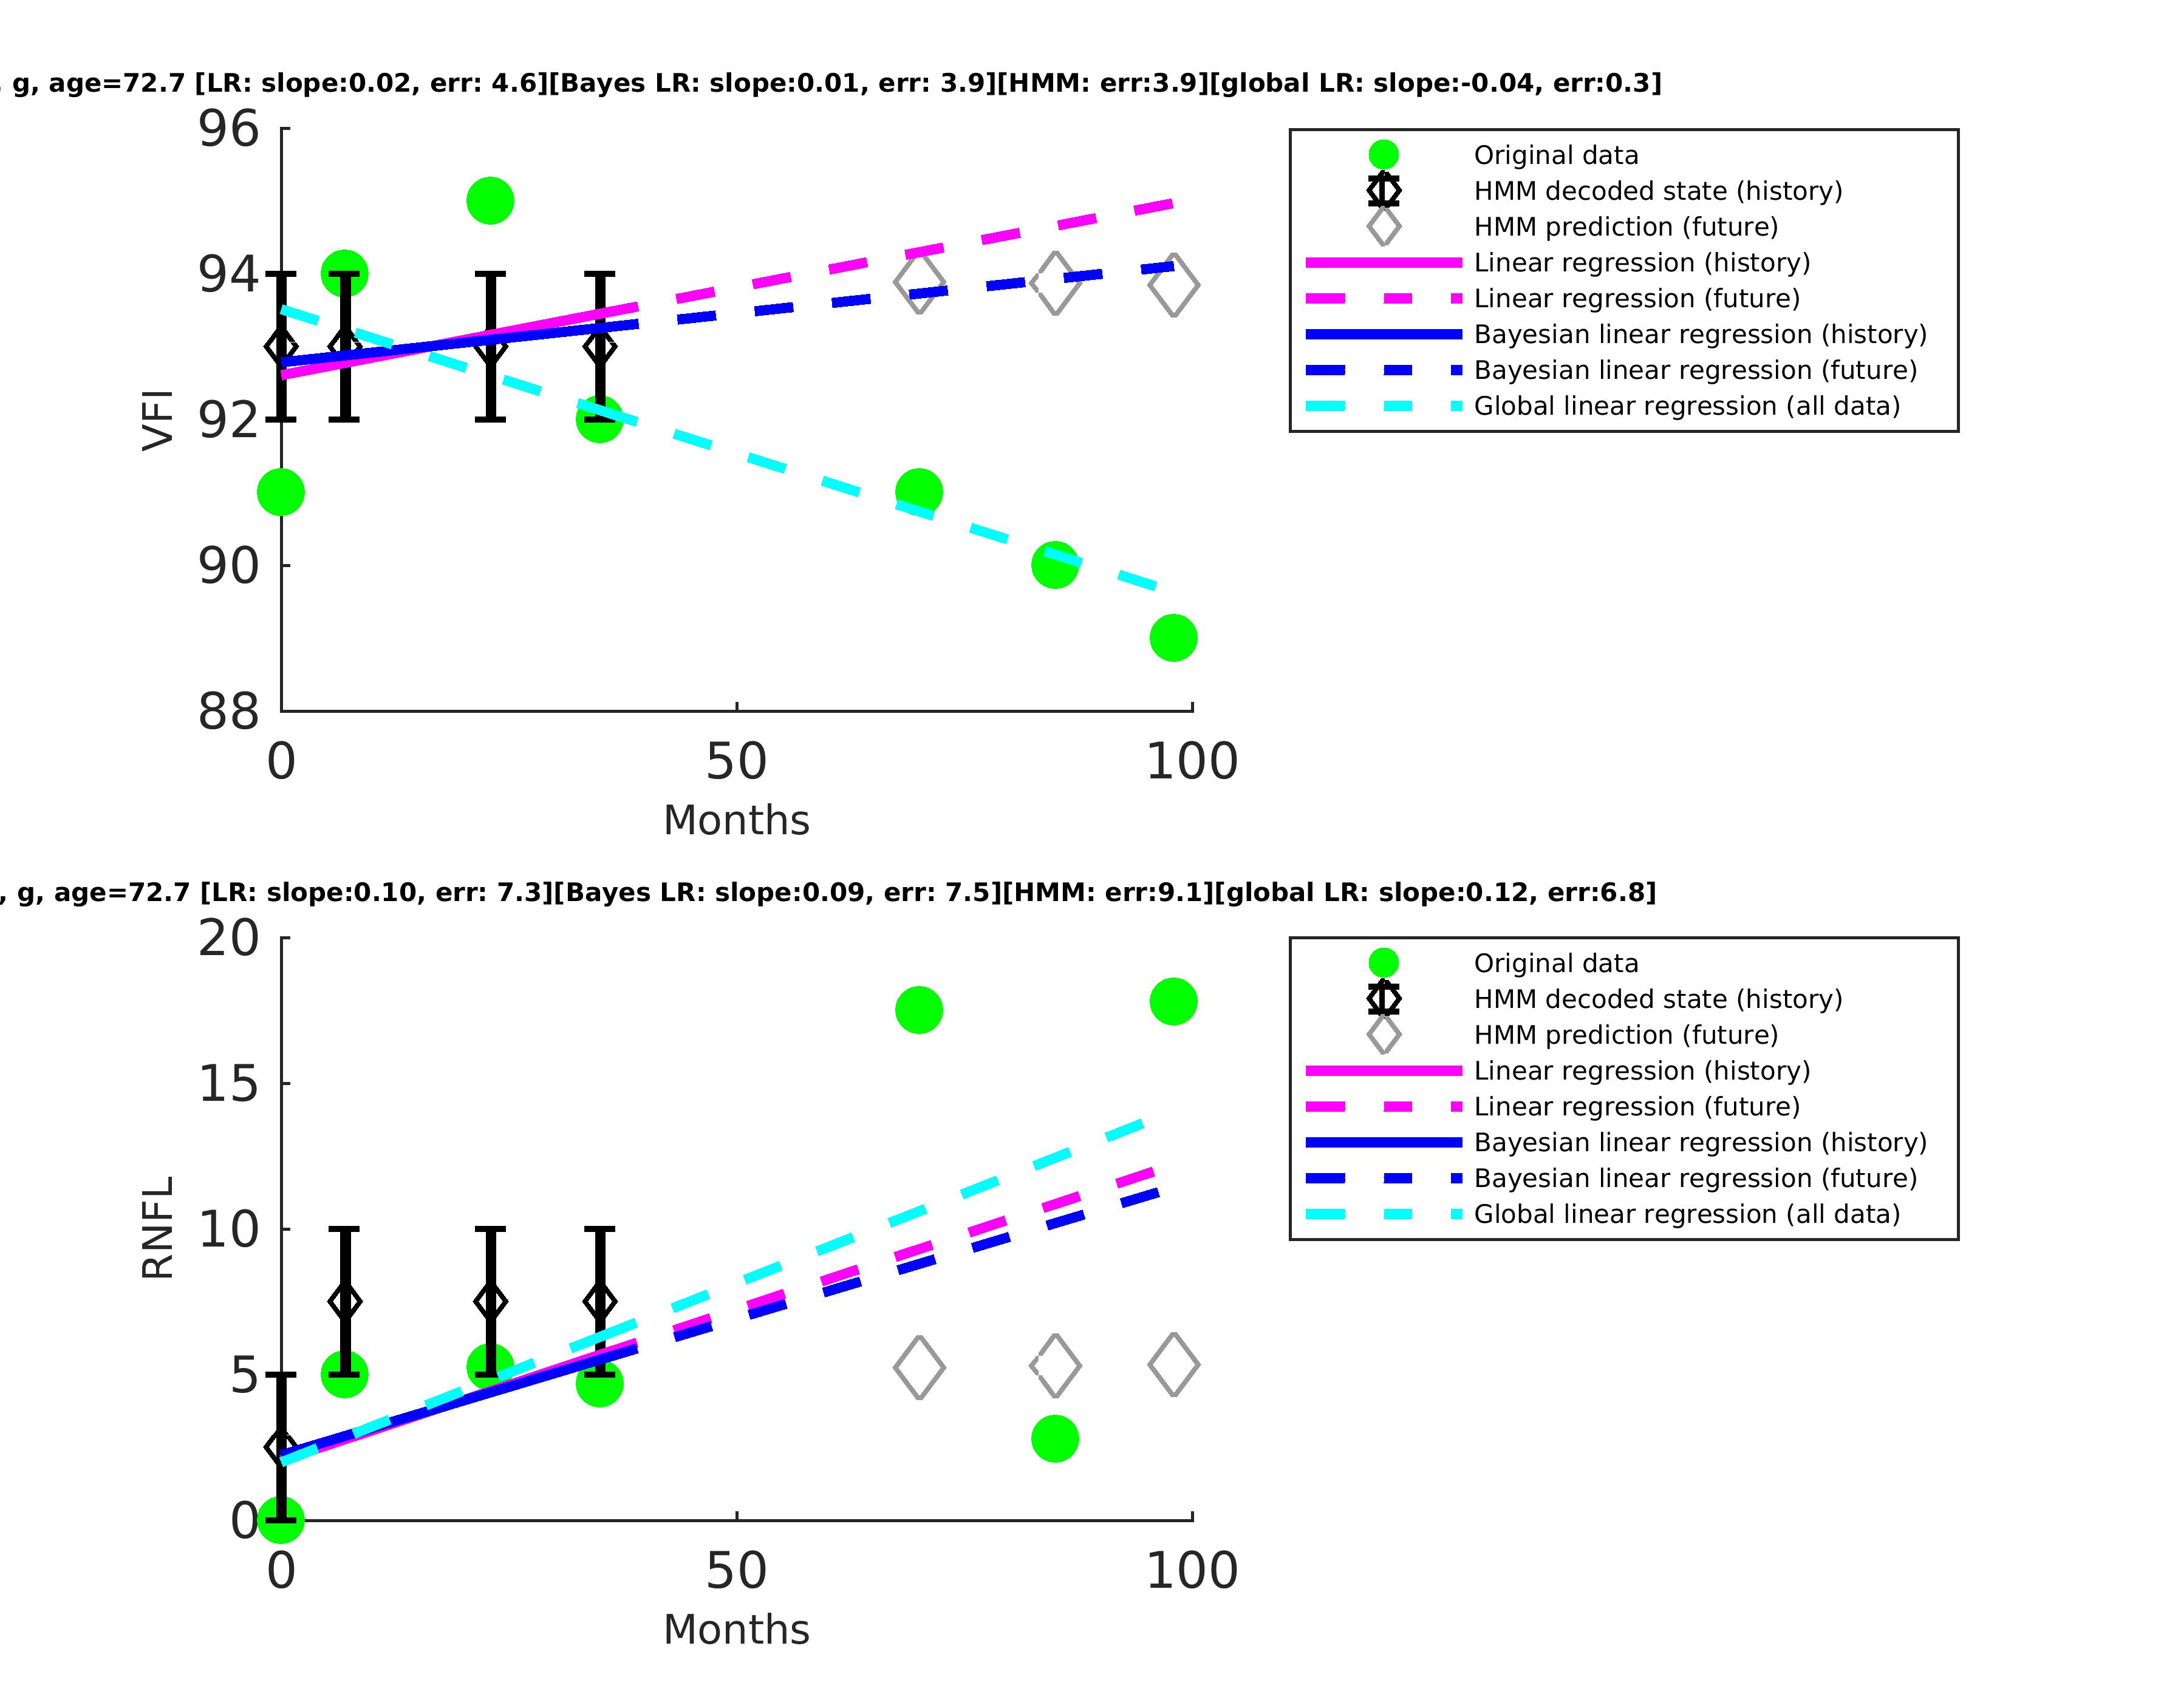 , g, age=72.7 [LR: slope:0.02, err: 4.6][Bayes LR: slope:0.01, err: 3.9][HMM: err:3.9][global LR: slope:-0.04, err:0.3]
96
94
92
90
88
VFI
0 50 100
Months
Original data
HMM decoded state (history)
HMM prediction (future)
Linear regression (history)
Linear regression (future)
Bayesian linear regression (history)
Bayesian linear regression (future)
Global linear regression (all data)
, g, age=72.7 [LR: slope:0.10, err: 7.3][Bayes LR: slope:0.09, err: 7.5][HMM: err:9.1][global LR: slope:0.12, err:6.8]
20
15
10
5
0
RNFL
0 50 100
Months
Original data
HMM decoded state (history)
HMM prediction (future)
Linear regression (history)
Linear regression (future)
Bayesian linear regression (history)
Bayesian linear regression (future)
Global linear regression (all data)